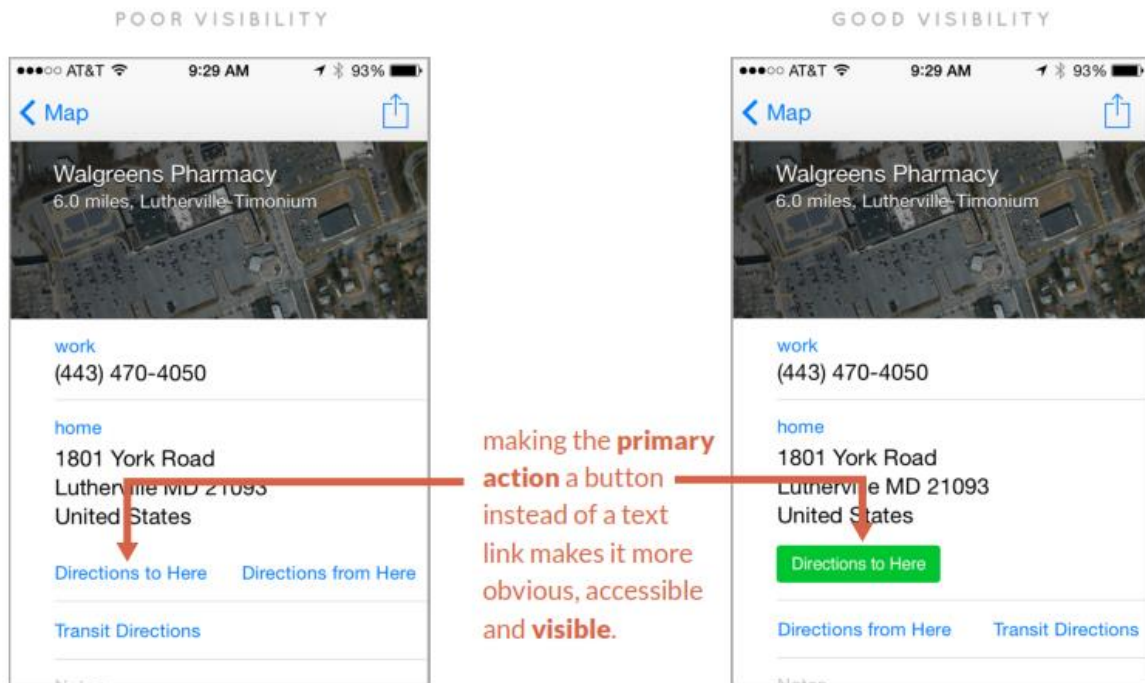 POOR VISIBILITY
●●●○○ AT&T 9:29 AM 93%
Map
Walgreens Pharmacy
6.0 miles, Lutherville-Timonium
work
(443) 470-4050
home
1801 York Road
Lutherville MD 21093
United States
Directions to Here Directions from Here
Transit Directions
making the primary
action a button
instead of a text
link makes it more
obvious, accessible
and visible.
GOOD VISIBILITY
●●●○○ AT&T 9:29 AM 93%
Map
Walgreens Pharmacy
6.0 miles, Lutherville-Timonium
work
(443) 470-4050
home
1801 York Road
Lutherville MD 21093
United States
Directions to Here
Directions from Here Transit Directions